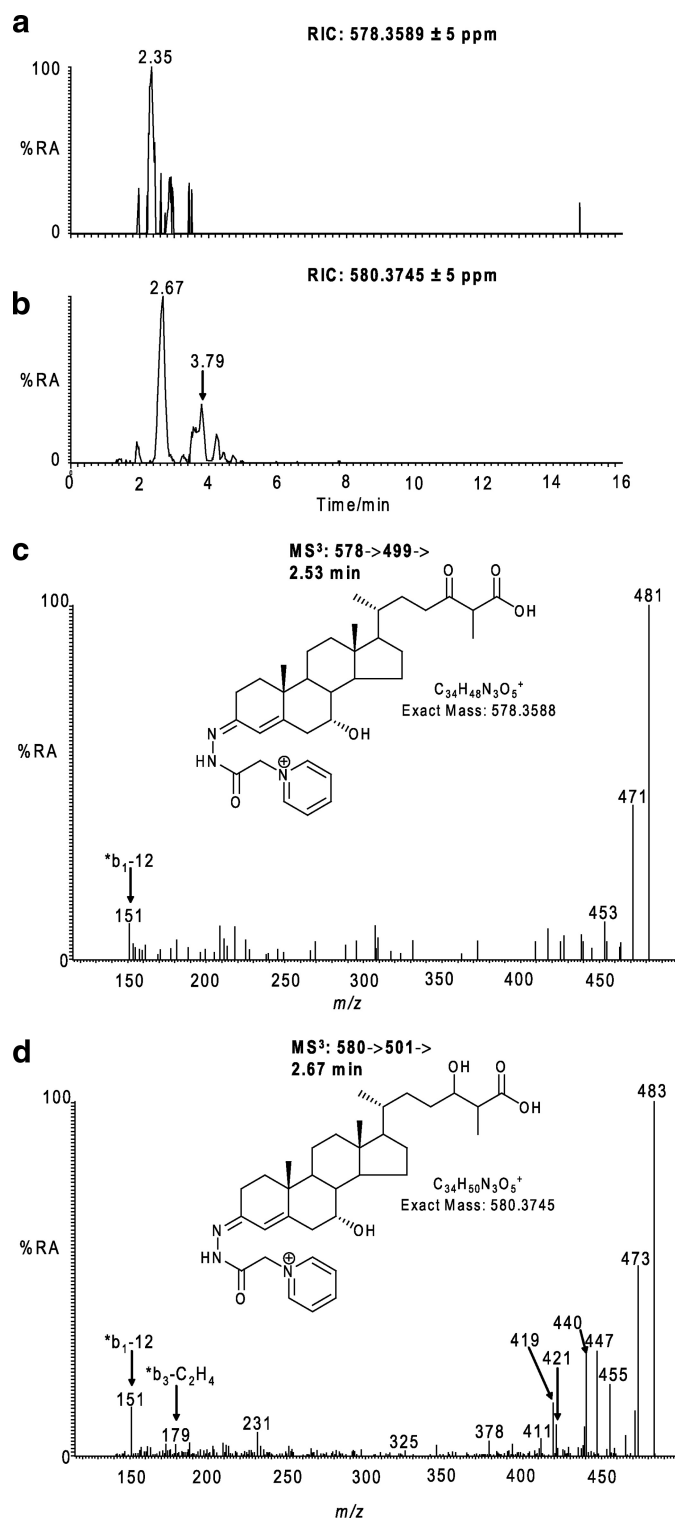 a
RIC: 578.3589 ± 5 ppm
100
2.35
%RA
0
b
RIC: 580.3745 ± 5 ppm
2.67
3.79
%RA
0
0 2 4 6 8 10 12 14 16
Time/min
c
MS³: 578->499->
2.53 min
100
481
O O
OH
C₃₄H₄₈N₃O₅⁺
Exact Mass: 578.3588
OH
N
HN
N
⊕
O
%RA
471
*b₁-12
151
453
0
150 200 250 300 350 400 450
m/z
d
MS³: 580->501->
2.67 min
100
483
OH O
OH
C₃₄H₅₀N₃O₅⁺
Exact Mass: 580.3745
OH
N
HN
N
⊕
O
%RA
473
*b₁-12
*b₃-C₂H₄
440
447
419
421
455
151
179
231
325
378
411
0
150 200 250 300 350 400 450
m/z